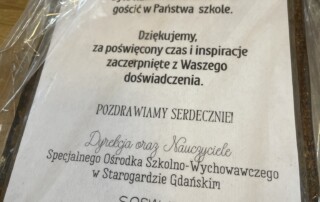 gościć w Państwa szkole.
Dziękujemy,
za poświęcony czas i inspiracje
zaczerpnięte z Waszego
doświadczenia.
POZDRAWIAMY SERDECZNIE!
Dyrekcja oraz Nauczyciele
Specjalnego Ośrodka Szkolno-Wychowawczego
w Starogardzie Gdańskim